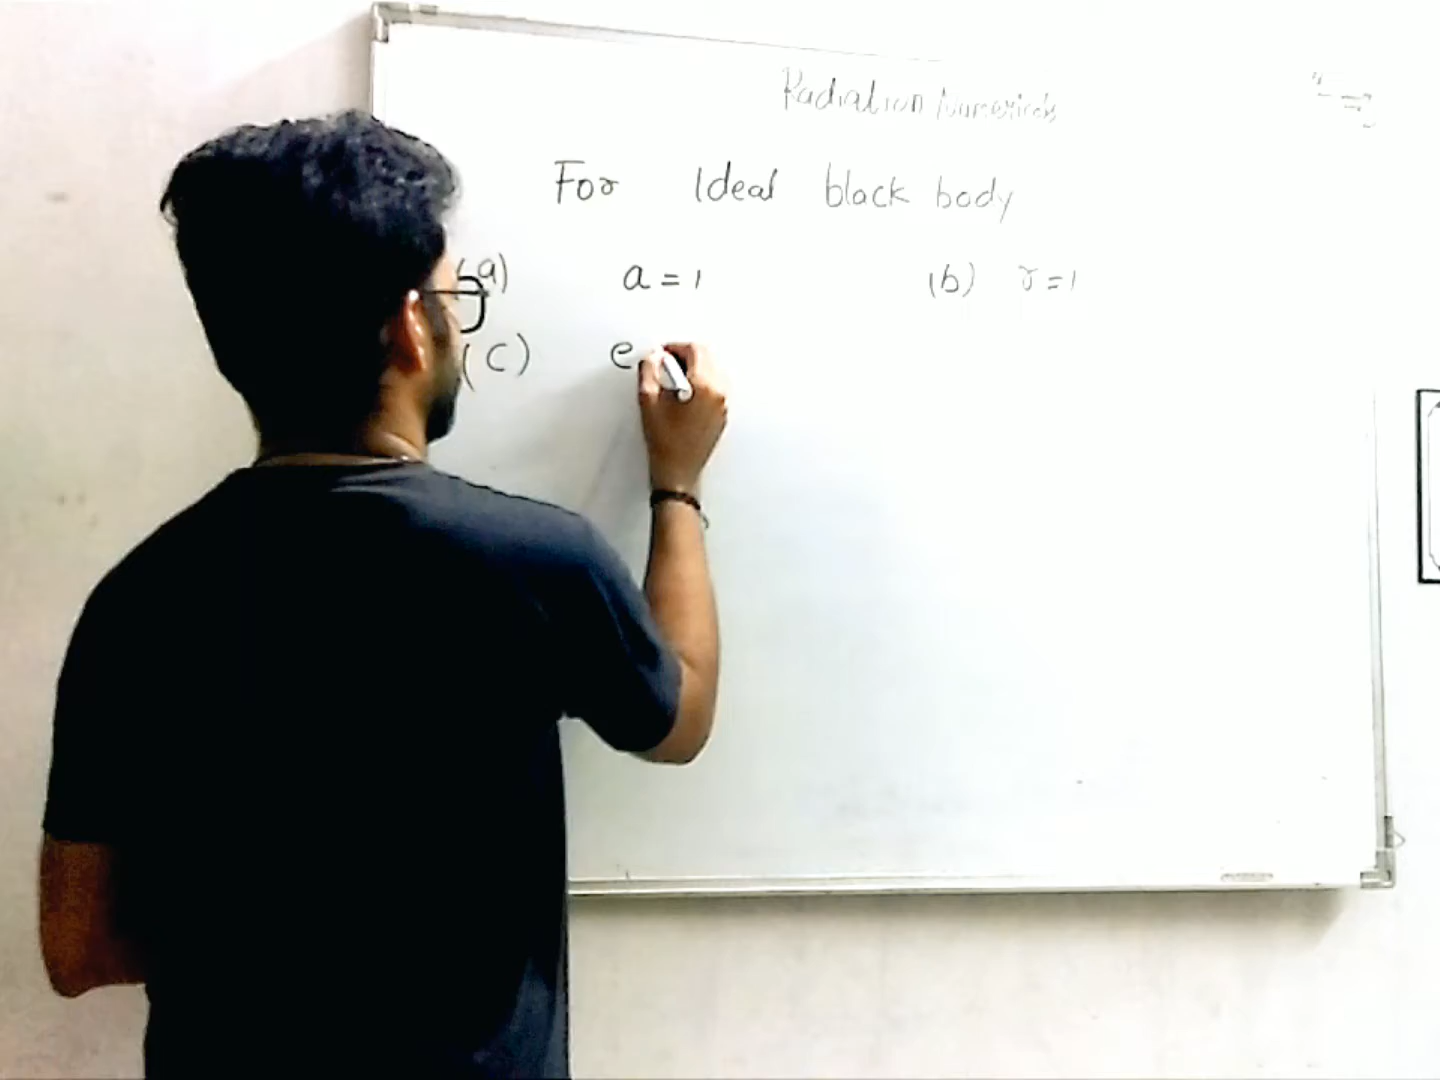 Radiation Numericals
For Ideal black body
(a) a = 1 (b) r = 1
(C) e